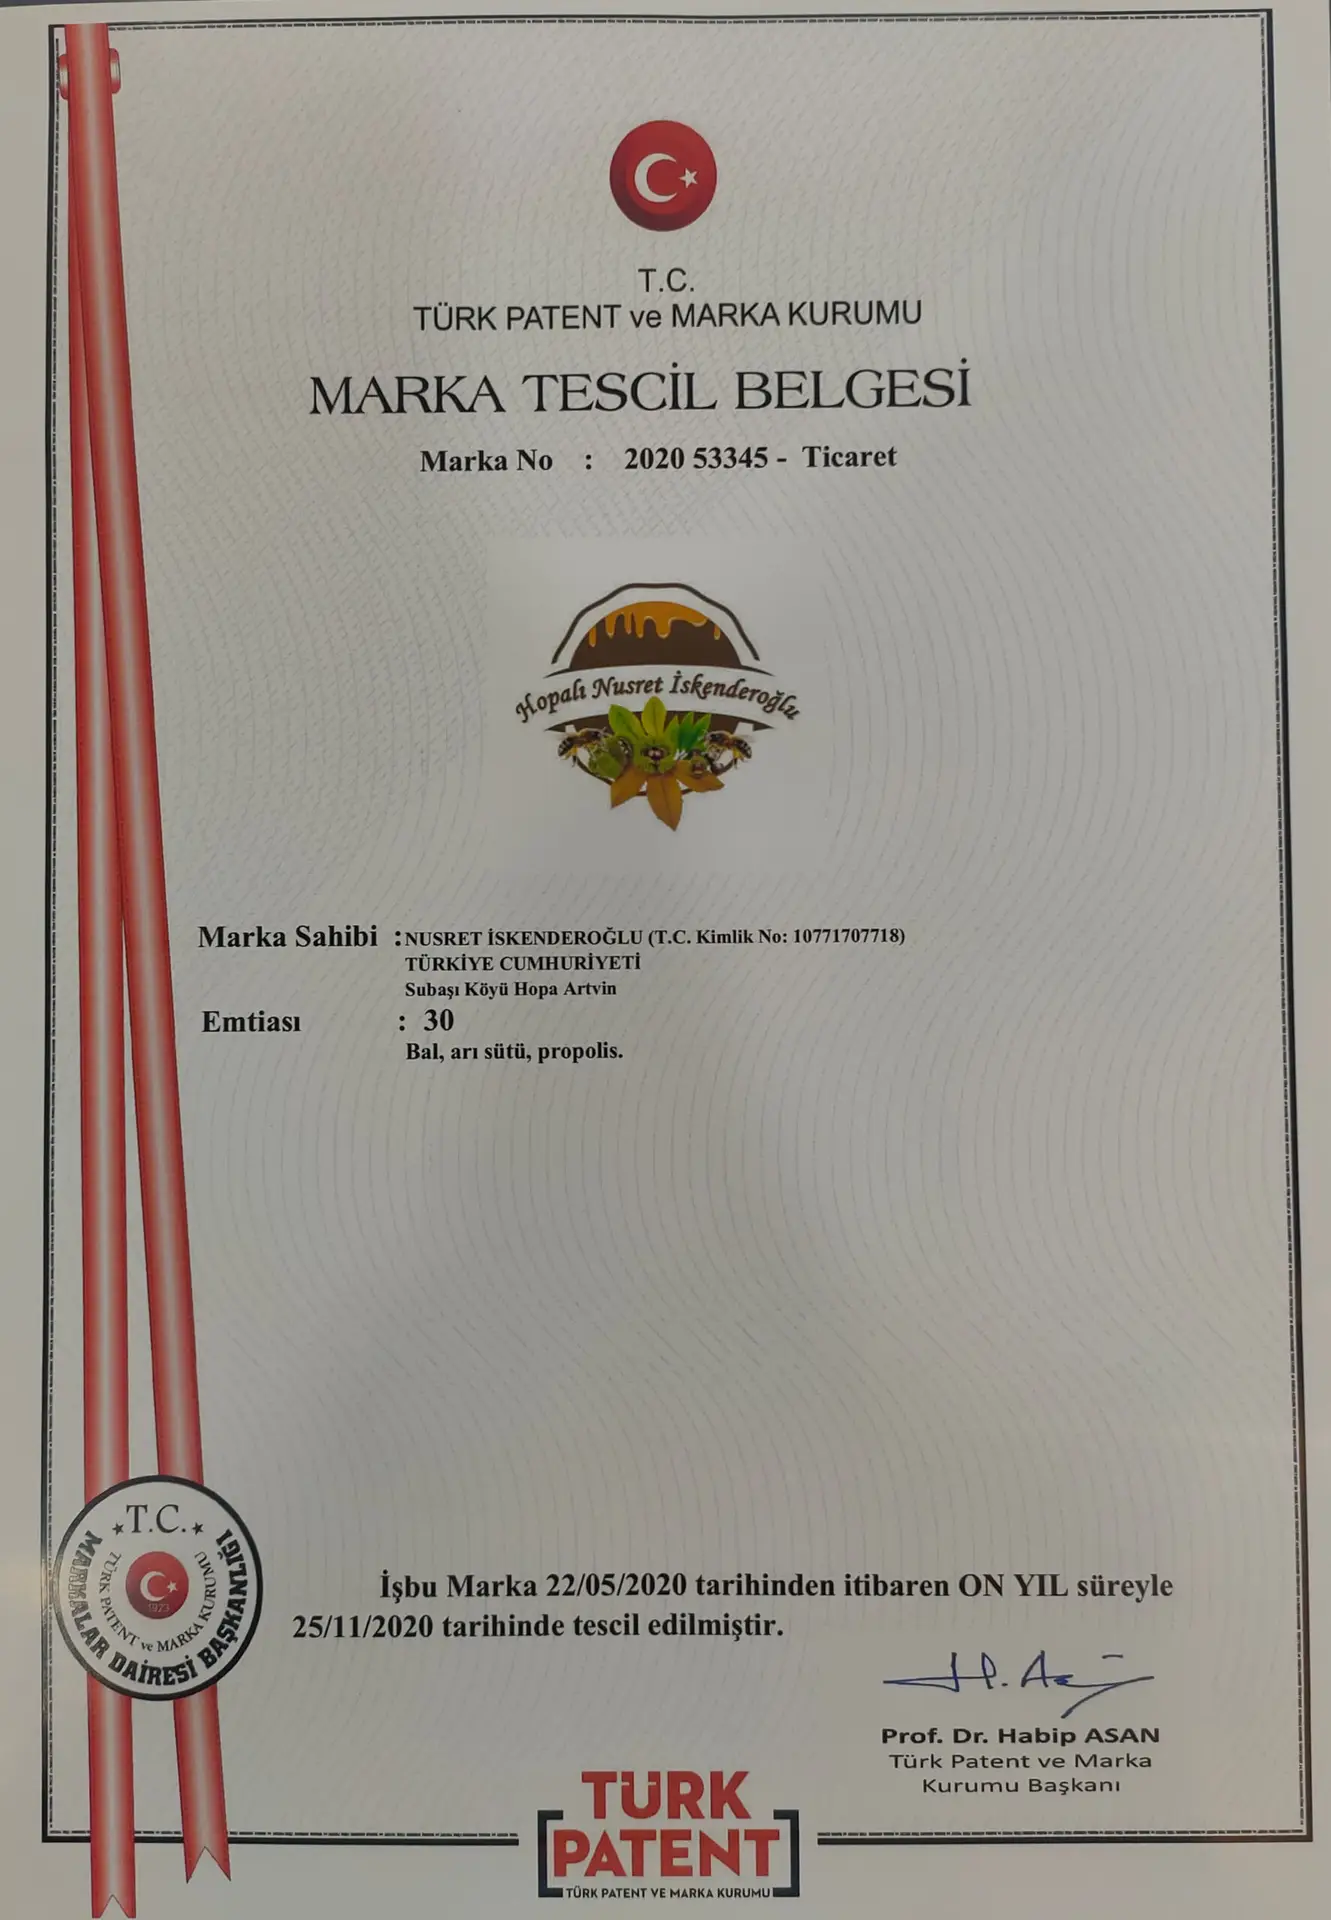 T.C.
TÜRK PATENT ve MARKA KURUMU
MARKA TESCİL BELGESİ
Marka No : 2020 53345 - Ticaret
Hopalı Nusret İskenderoğlu
Marka Sahibi : NUSRET İSKENDEROĞLU (T.C. Kimlik No: 10771707718)
TÜRKİYE CUMHURİYETİ
Subaşı Köyü Hopa Artvin
Emtiası : 30
Bal, arı sütü, propolis.
İşbu Marka 22/05/2020 tarihinden itibaren ON YIL süreyle
25/11/2020 tarihinde tescil edilmiştir.
H. Asan
Prof. Dr. Habip ASAN
Türk Patent ve Marka
Kurumu Başkanı
T.C.
MARKALAR DAİRESİ BAŞKANLIĞI
TÜRK PATENT ve MARKA KURUMU
1923
TÜRK
PATENT
TÜRK PATENT VE MARKA KURUMU